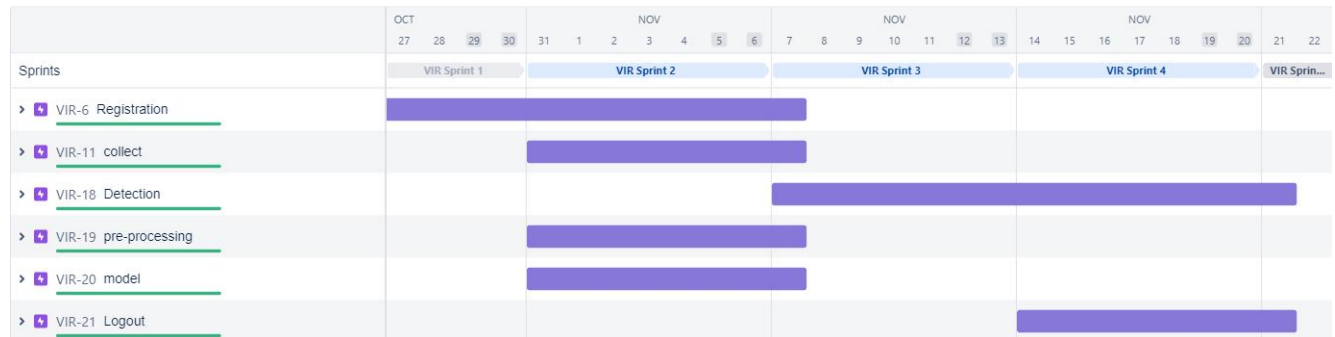 OCT NOV NOV NOV
27 28 29 30 31 1 2 3 4 5 6 7 8 9 10 11 12 13 14 15 16 17 18 19 20 21 22
Sprints VIR Sprint 1 VIR Sprint 2 VIR Sprint 3 VIR Sprint 4 VIR Sprin...
VIR-6 Registration
VIR-11 collect
VIR-18 Detection
VIR-19 pre-processing
VIR-20 model
VIR-21 Logout